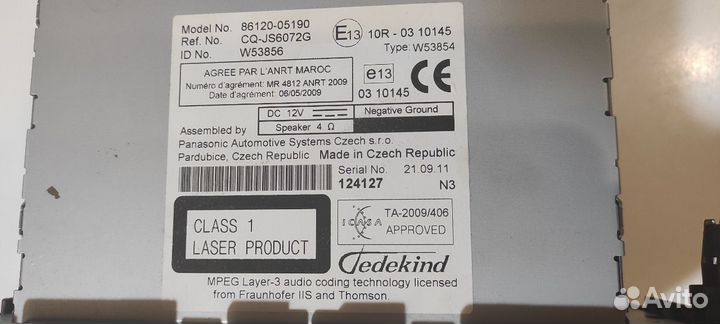 Model No. 86120-05190
Ref. No. CQ-JS6072G
ID No. W53856
E13 10R - 03 10145
Type: W53854
AGREE PAR L'ANRT MAROC
Numéro d'agrément: MR 4812 ANRT 2009
Date d'agrément: 06/05/2009
e13
03 10145
CE
DC 12V
Negative Ground
Speaker 4 Ω
Assembled by
Panasonic Automotive Systems Czech s.r.o.
Pardubice, Czech Republic Made in Czech Republic
Serial No. 21.09.11
124127 N3
CLASS 1
LASER PRODUCT
ICASA
TA-2009/406
APPROVED
Jedekind
MPEG Layer-3 audio coding technology licensed
from Fraunhofer IIS and Thomson.
Avito